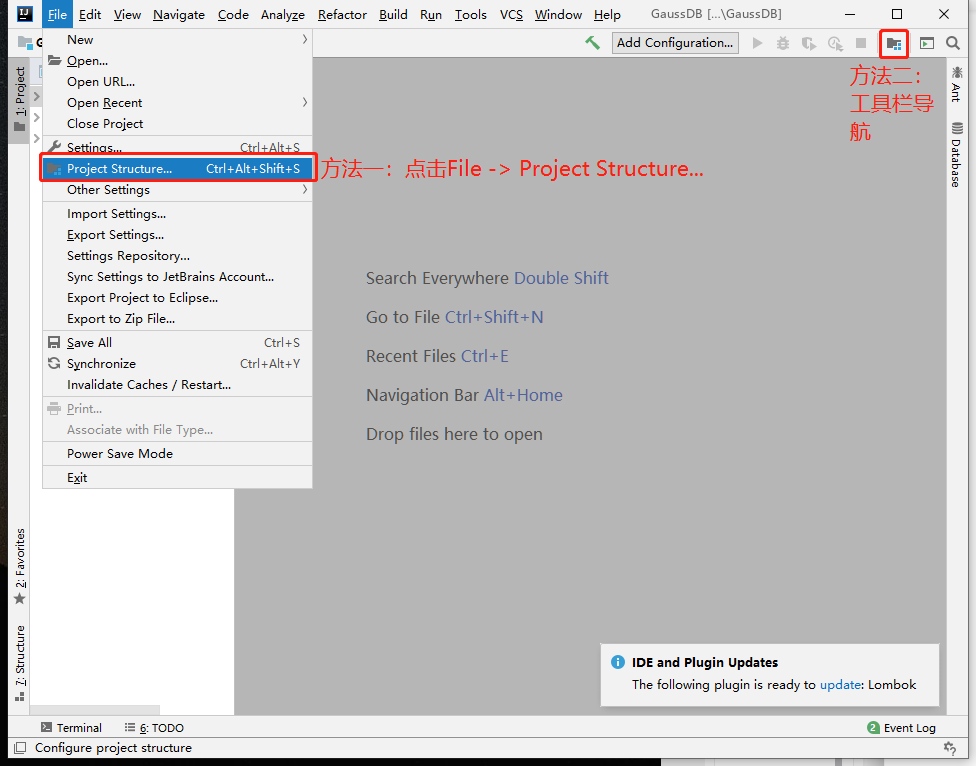 File Edit View Navigate Code Analyze Refactor Build Run Tools VCS Window Help GaussDB [...\GaussDB]
Add Configuration...
New
Open...
Open URL...
Open Recent
Close Project
Settings... Ctrl+Alt+S
Project Structure... Ctrl+Alt+Shift+S
Other Settings
Import Settings...
Export Settings...
Settings Repository...
Sync Settings to JetBrains Account...
Export Project to Eclipse...
Export to Zip File...
Save All Ctrl+S
Synchronize Ctrl+Alt+Y
Invalidate Caches / Restart...
Print...
Associate with File Type...
Power Save Mode
Exit
方法一：点击File -> Project Structure...
方法二：
工具栏导
航
1: Project
2: Favorites
7: Structure
Ant
Database
Search Everywhere Double Shift
Go to File Ctrl+Shift+N
Recent Files Ctrl+E
Navigation Bar Alt+Home
Drop files here to open
IDE and Plugin Updates
The following plugin is ready to update: Lombok
Terminal 6: TODO 2 Event Log
Configure project structure